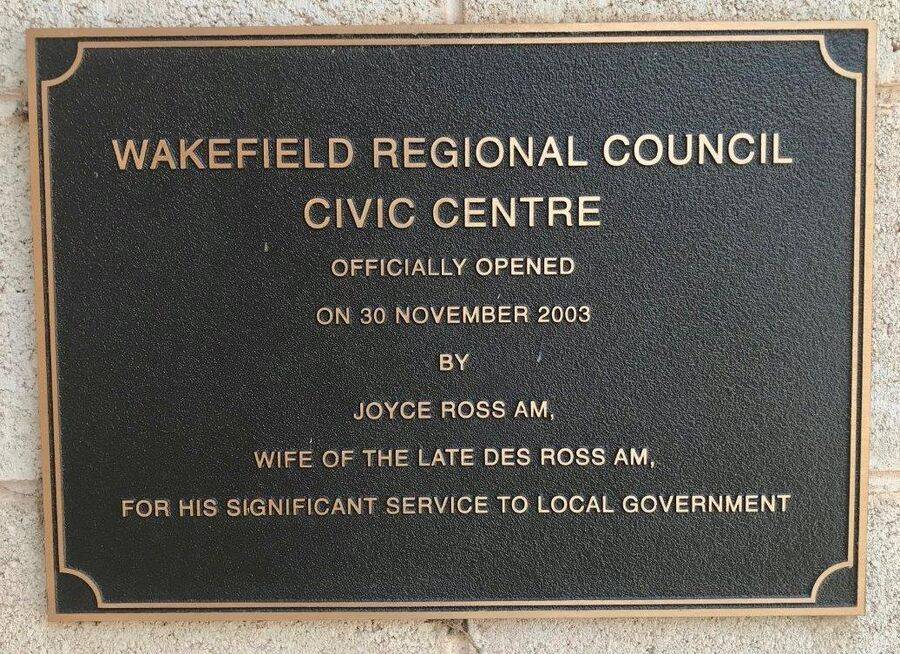 WAKEFIELD REGIONAL COUNCIL
CIVIC CENTRE
OFFICIALLY OPENED
ON 30 NOVEMBER 2003
BY
JOYCE ROSS AM,
WIFE OF THE LATE DES ROSS AM,
FOR HIS SIGNIFICANT SERVICE TO LOCAL GOVERNMENT